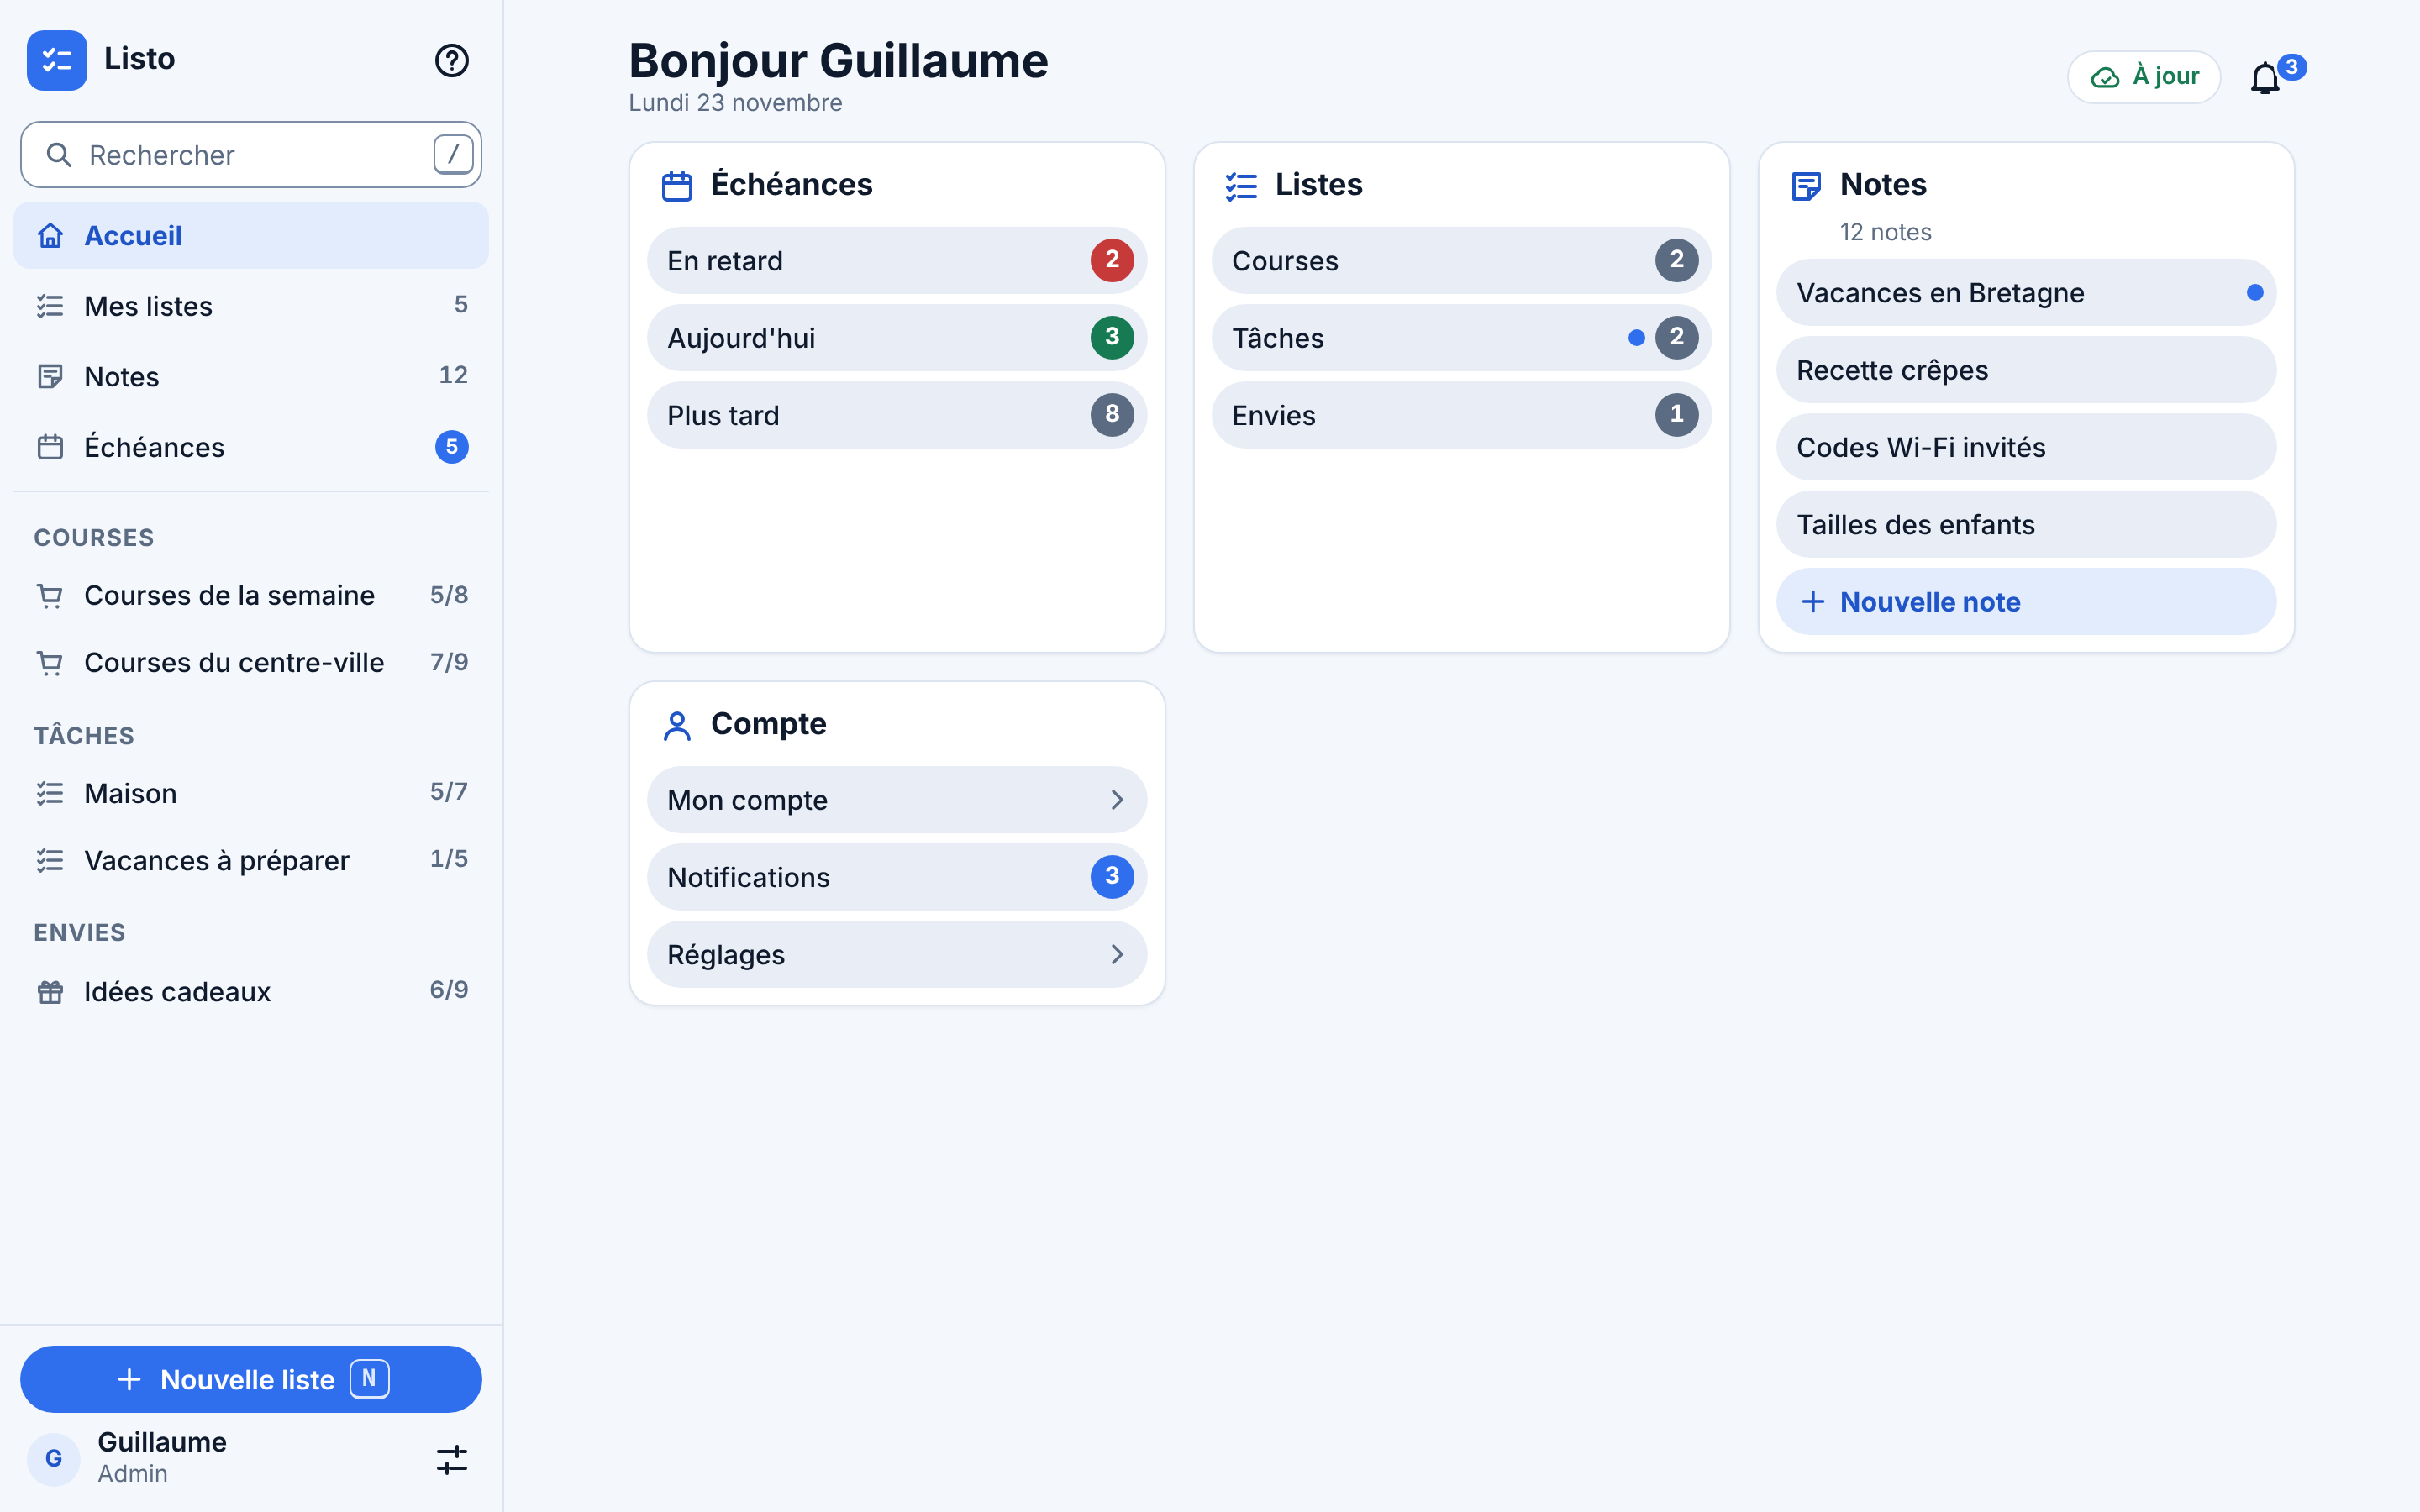 Listo
Rechercher /
Accueil
Mes listes 5
Notes 12
Échéances 5
COURSES
Courses de la semaine 5/8
Courses du centre-ville 7/9
TÂCHES
Maison 5/7
Vacances à préparer 1/5
ENVIES
Idées cadeaux 6/9
Nouvelle liste N
G
Guillaume
Admin
Bonjour Guillaume
Lundi 23 novembre
À jour
3
Échéances
En retard 2
Aujourd'hui 3
Plus tard 8
Listes
Courses 2
Tâches 2
Envies 1
Notes
12 notes
Vacances en Bretagne
Recette crêpes
Codes Wi-Fi invités
Tailles des enfants
Nouvelle note
Compte
Mon compte
Notifications 3
Réglages